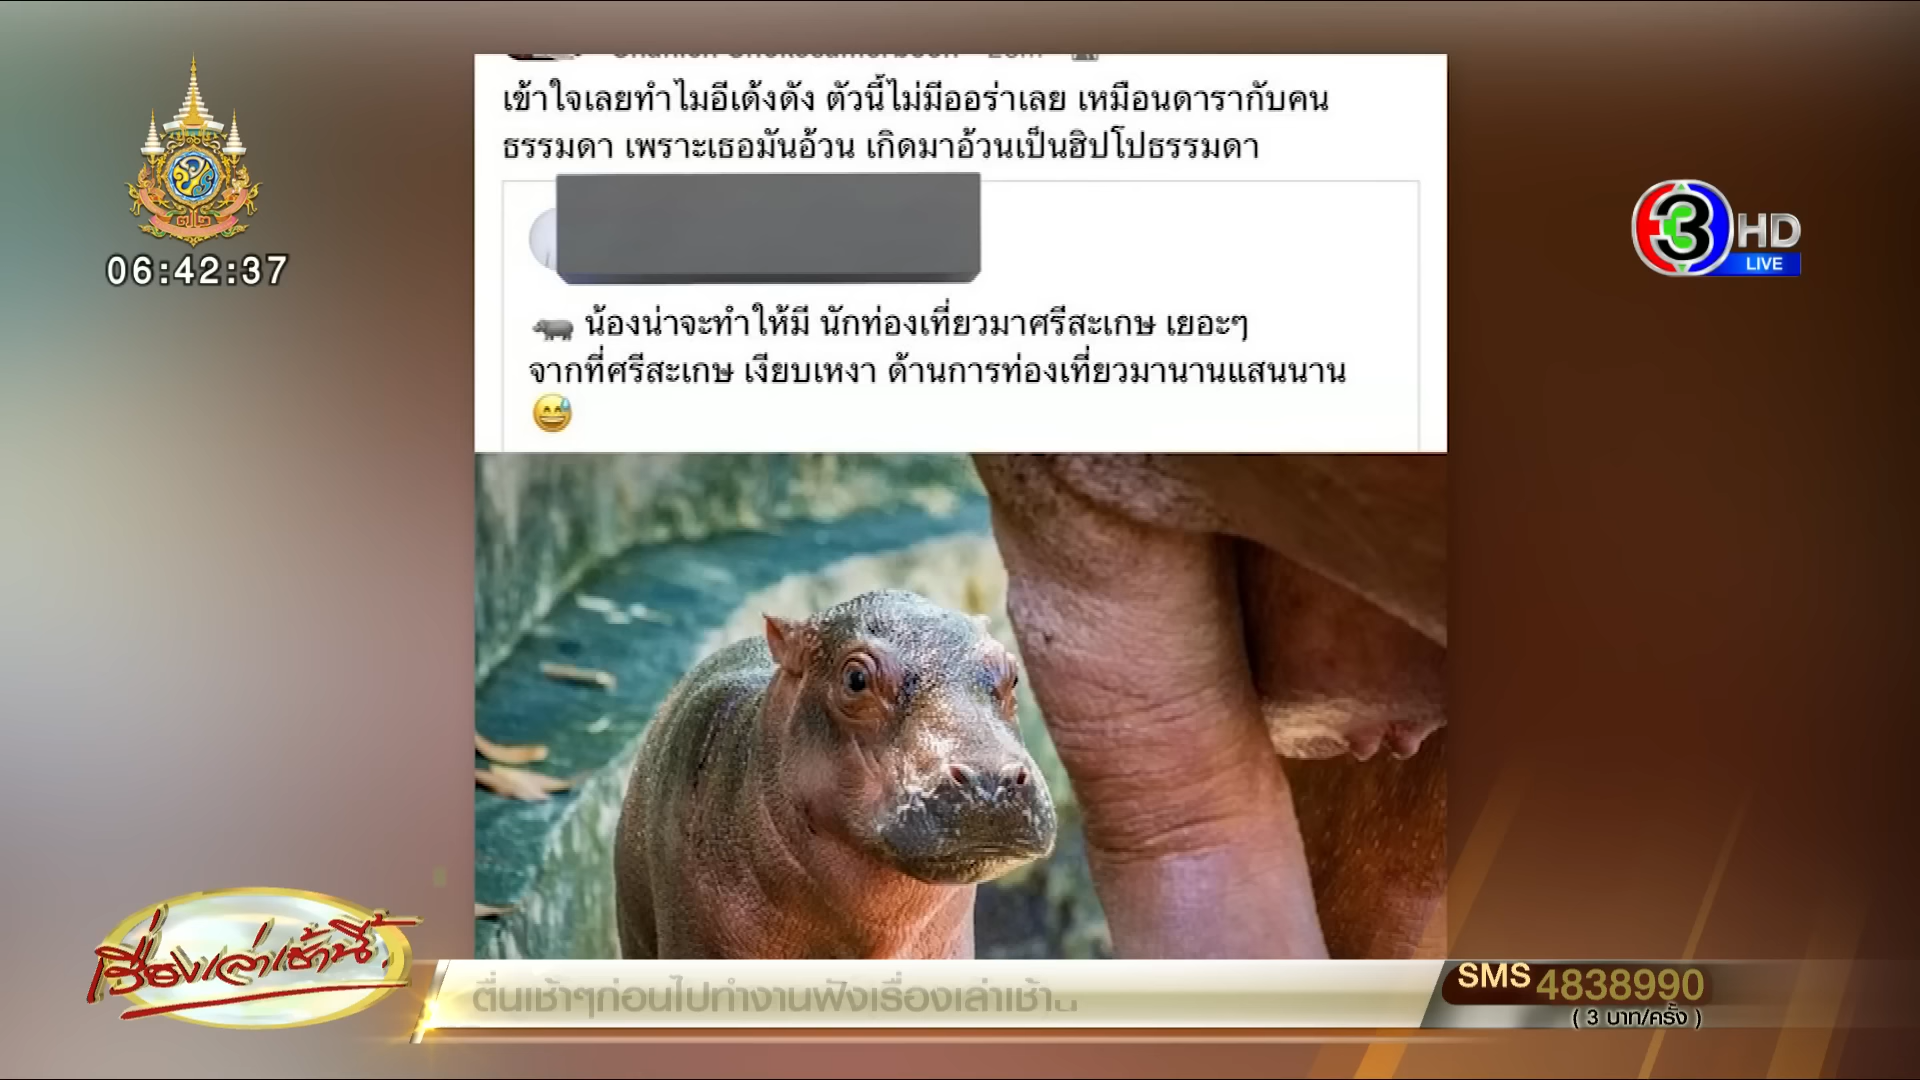 เข้าใจเลยทำไมอีเด้งดัง ตัวนี้ไม่มีออร่าเลย เหมือนดารากับคน
ธรรมดา เพราะเธอมันอ้วน เกิดมาอ้วนเป็นฮิปโปธรรมดา
๗๒
06:42:37
3 HD
LIVE
🦛 น้องน่าจะทำให้มี นักท่องเที่ยวมาศรีสะเกษ เยอะๆ
จากที่ศรีสะเกษ เงียบเหงา ด้านการท่องเที่ยวมานานแสนนาน
😅
เรื่องเล่าเช้านี้
ตื่นเช้าๆก่อนไปทำงานฟังเรื่องเล่าเช้า
SMS 4838990
( 3 บาท/ครั้ง )